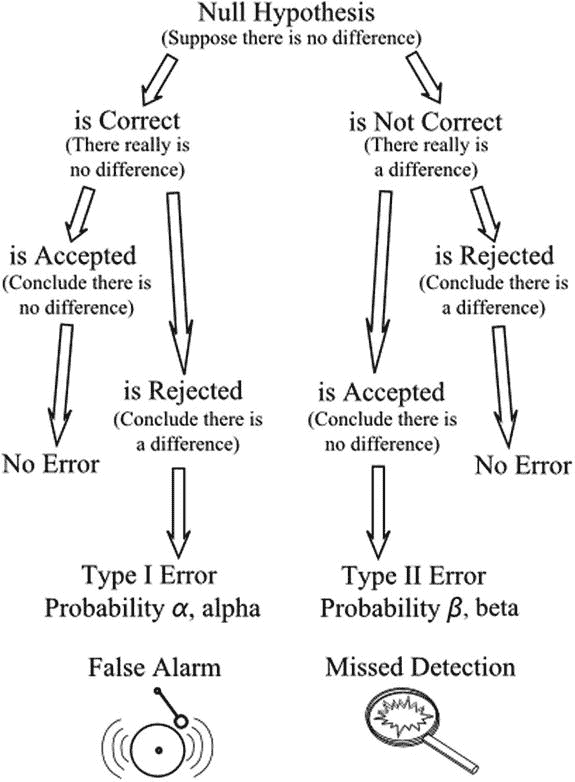 Null Hypothesis
(Suppose there is no difference)
is Correct
(There really is
no difference)
is Not Correct
(There really is
a difference)
is Accepted
(Conclude there is
no difference)
is Rejected
(Conclude there is
a difference)
is Rejected
(Conclude there is
a difference)
is Accepted
(Conclude there is
no difference)
No Error
No Error
Type I Error
Probability α, alpha
Type II Error
Probability β, beta
False Alarm
Missed Detection